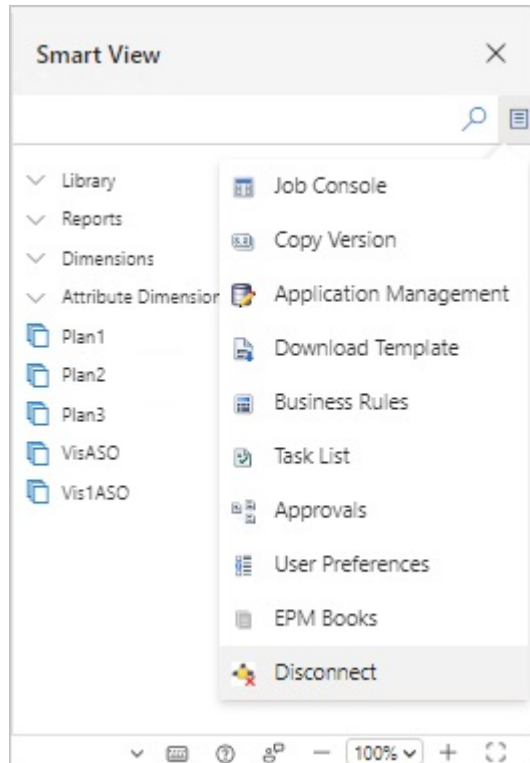 Smart View
Library
Reports
Dimensions
Attribute Dimension
Plan1
Plan2
Plan3
VisASO
Vis1ASO
Job Console
Copy Version
Application Management
Download Template
Business Rules
Task List
Approvals
User Preferences
EPM Books
Disconnect
100%